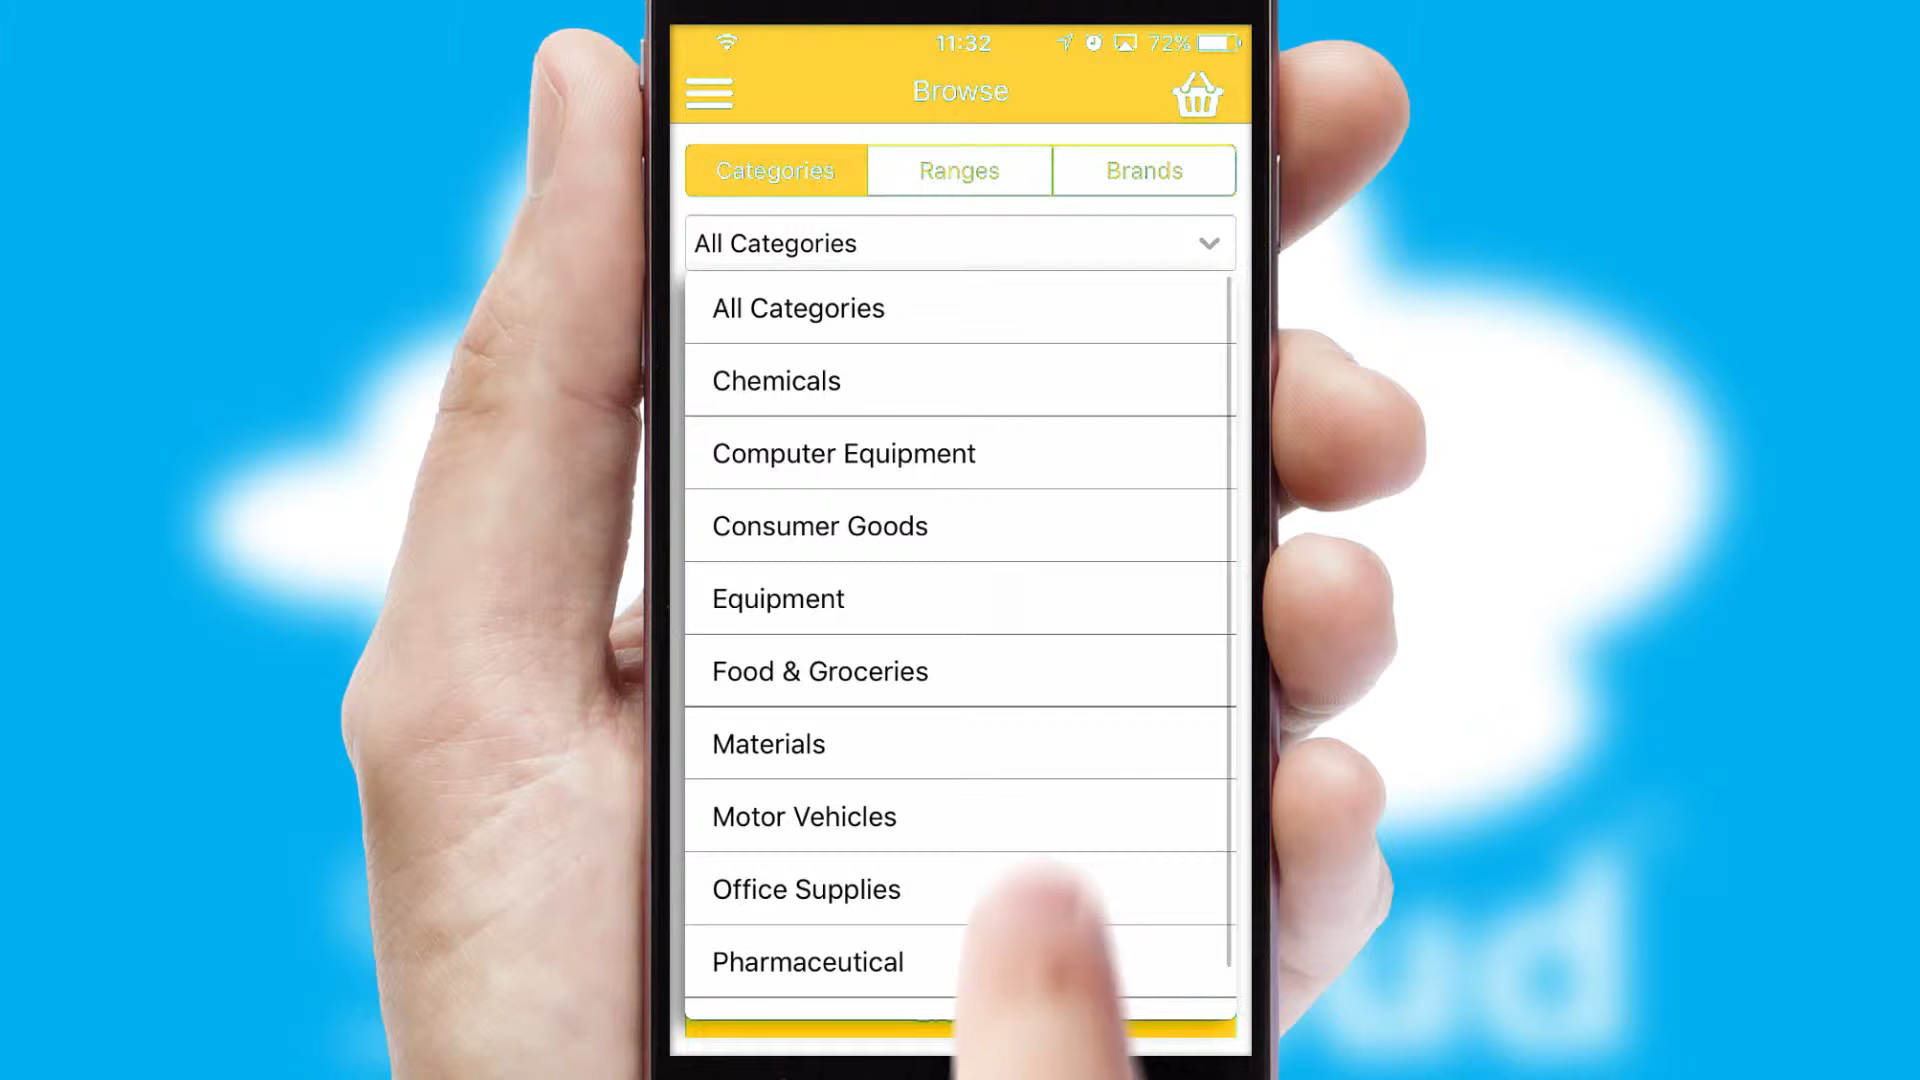 11:32
72%
Browse
Categories
Ranges
Brands
All Categories
All Categories
Chemicals
Computer Equipment
Consumer Goods
Equipment
Food & Groceries
Materials
Motor Vehicles
Office Supplies
Pharmaceutical